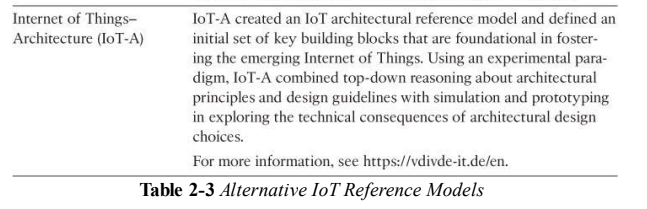 Internet of Things–
Architecture (IoT-A)
IoT-A created an IoT architectural reference model and defined an
initial set of key building blocks that are foundational in foster-
ing the emerging Internet of Things. Using an experimental para-
digm, IoT-A combined top-down reasoning about architectural
principles and design guidelines with simulation and prototyping
in exploring the technical consequences of architectural design
choices.
For more information, see https://vdivde-it.de/en.
Table 2-3 Alternative IoT Reference Models